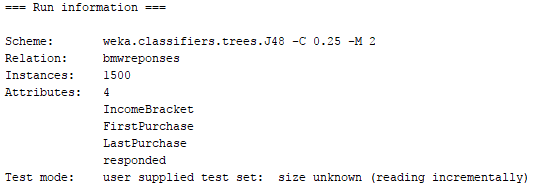 === Run information ===
Scheme: weka.classifiers.trees.J48 -C 0.25 -M 2
Relation: bmwreponses
Instances: 1500
Attributes: 4
IncomeBracket
FirstPurchase
LastPurchase
responded
Test mode: user supplied test set: size unknown (reading incrementally)